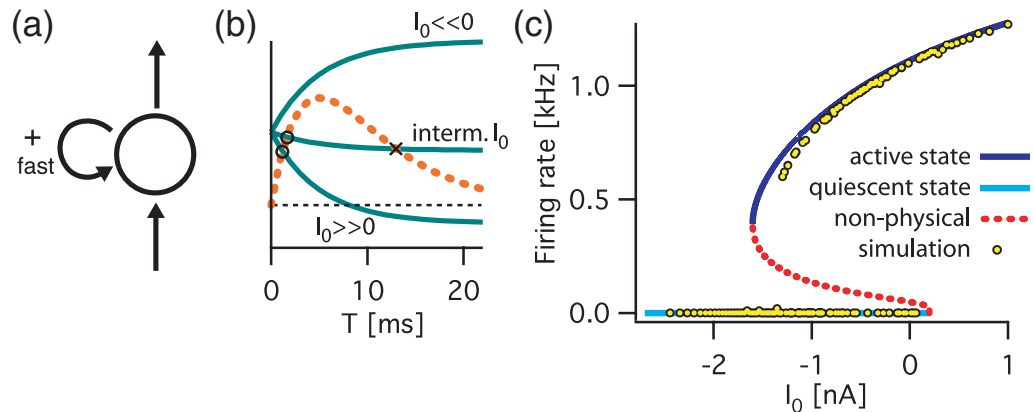 (a)
+
fast
(b)
I₀<<0
interm. I₀
I₀>>0
0
10
20
T [ms]
(c)
Firing rate [kHz]
1.0
0.5
0.0
active state
quiescent state
non-physical
simulation
-2
-1
0
1
I₀ [nA]